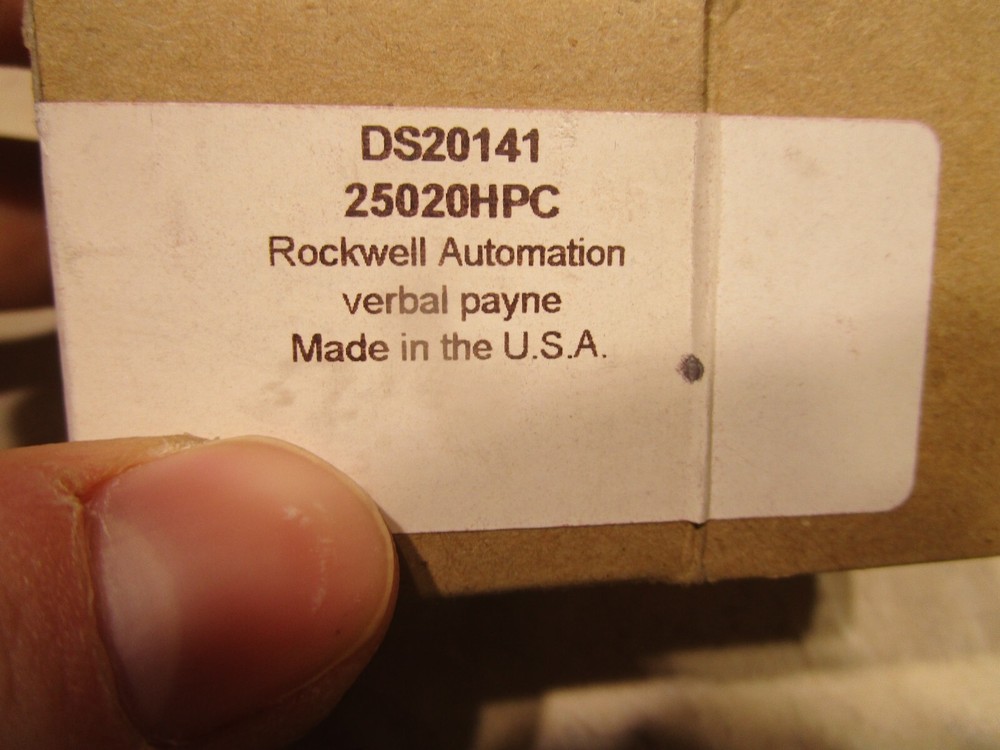 DS20141
25020HPC
Rockwell Automation
verbal payne
Made in the U.S.A.